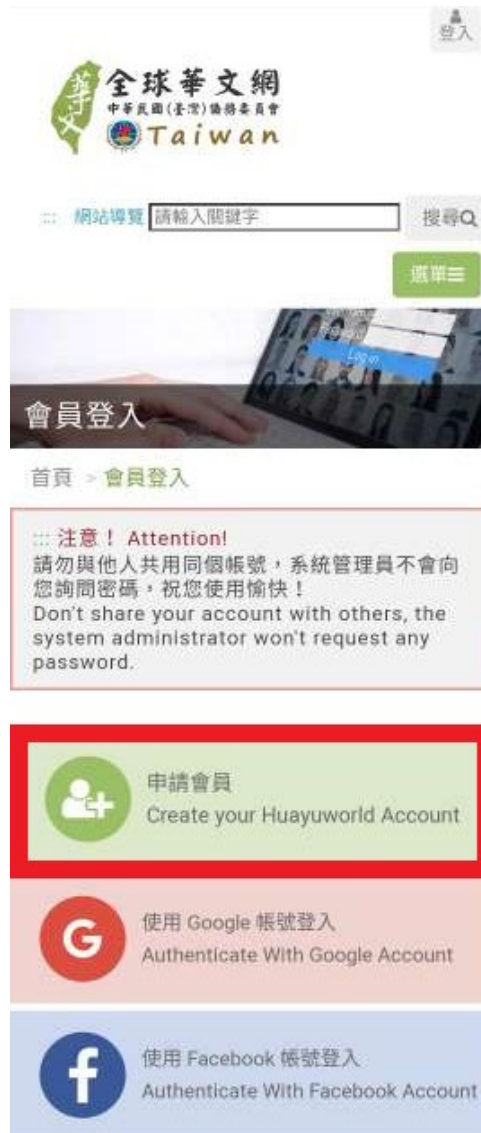 登入
華文
全球華文網
中華民國(臺灣)僑務委員會
Taiwan
::: 網站導覽 請輸入關鍵字 搜尋
選單
Log in
會員登入
首頁 > 會員登入
::: 注意! Attention!
請勿與他人共用同個帳號,系統管理員不會向
您詢問密碼,祝您使用愉快!
Don't share your account with others, the
system administrator won't request any
password.
申請會員
Create your Huayuworld Account
G
使用 Google 帳號登入
Authenticate With Google Account
f
使用 Facebook 帳號登入
Authenticate With Facebook Account